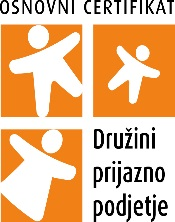 OSNOVNI CERTIFIKAT
Družini
prijazno
podjetje